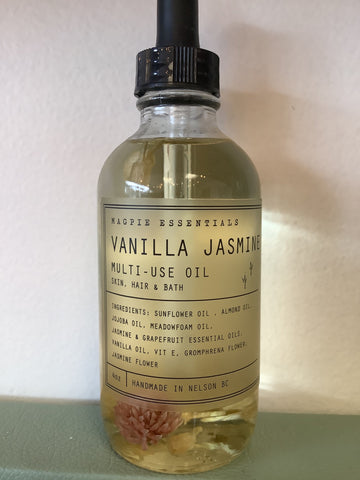 MAGPIE ESSENTIALS
VANILLA JASMINE
MULTI-USE OIL
SKIN, HAIR & BATH
INGREDIENTS: SUNFLOWER OIL . ALMOND OIL.
JOJOBA OIL, MEADOWFOAM OIL,
JASMINE & GRAPEFRUIT ESSENTIAL OILS,
VANILLA OIL, VIT E, GROMPHRENA FLOWER,
JASMINE FLOWER
4oz HANDMADE IN NELSON BC